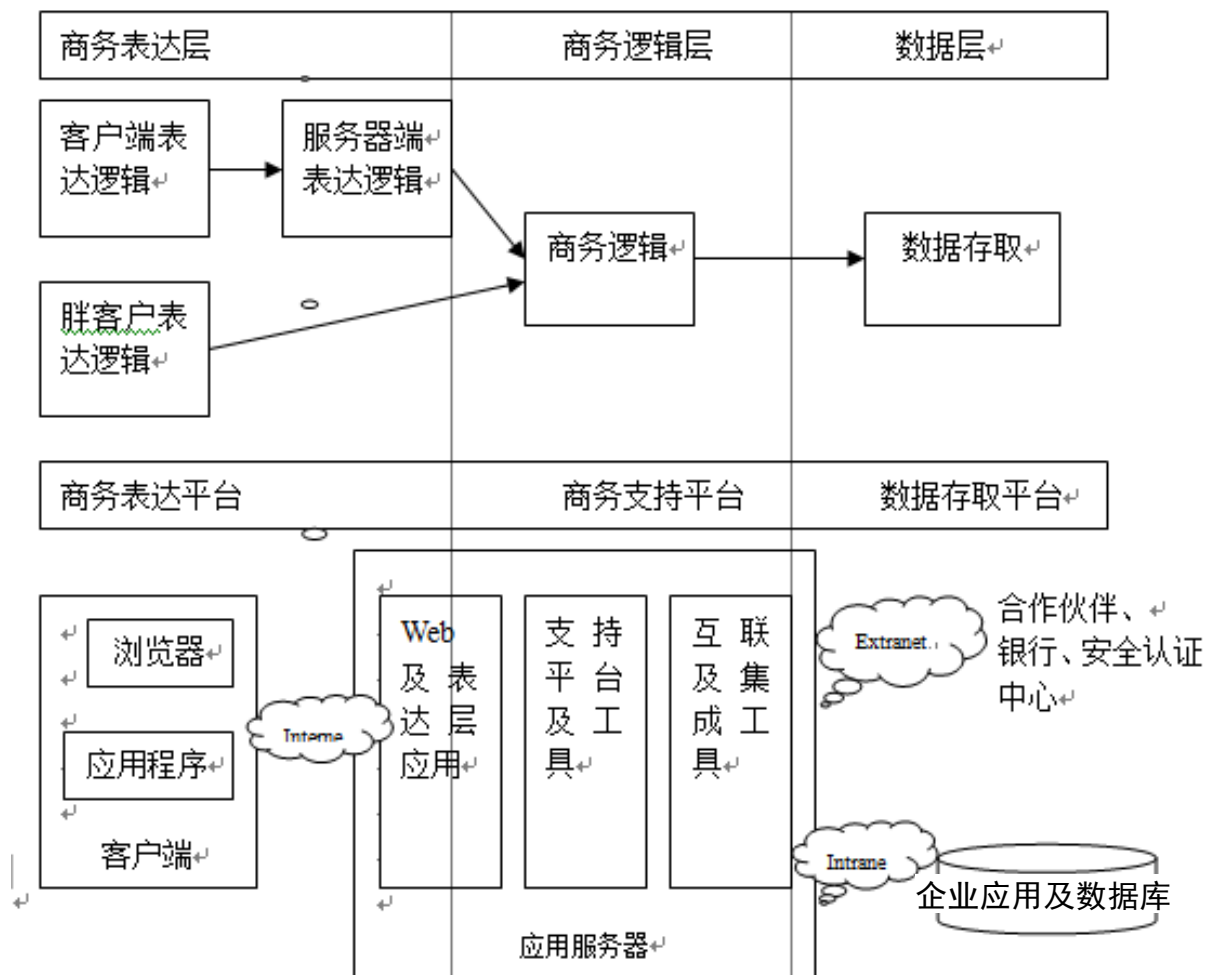 商务表达层 商务逻辑层 数据层
客户端表
达逻辑
服务器端
表达逻辑
商务逻辑
数据存取
胖客户表
达逻辑
商务表达平台 商务支持平台 数据存取平台
浏览器
应用程序
客户端
Interne
Web
及表
达层
应用
支持
平台
及工
具
互联
及集
成工
具
应用服务器
Extranet
合作伙伴、
银行、安全认证
中心
Intrane
企业应用及数据库